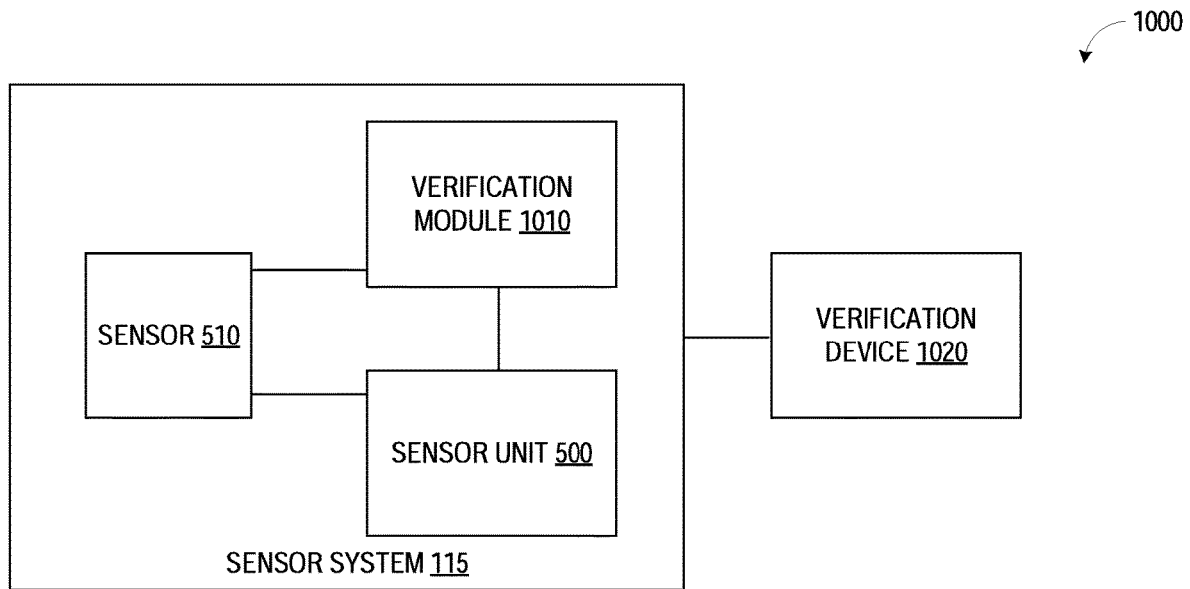 1000
VERIFICATION
MODULE 1010
SENSOR 510
VERIFICATION
DEVICE 1020
SENSOR UNIT 500
SENSOR SYSTEM 115